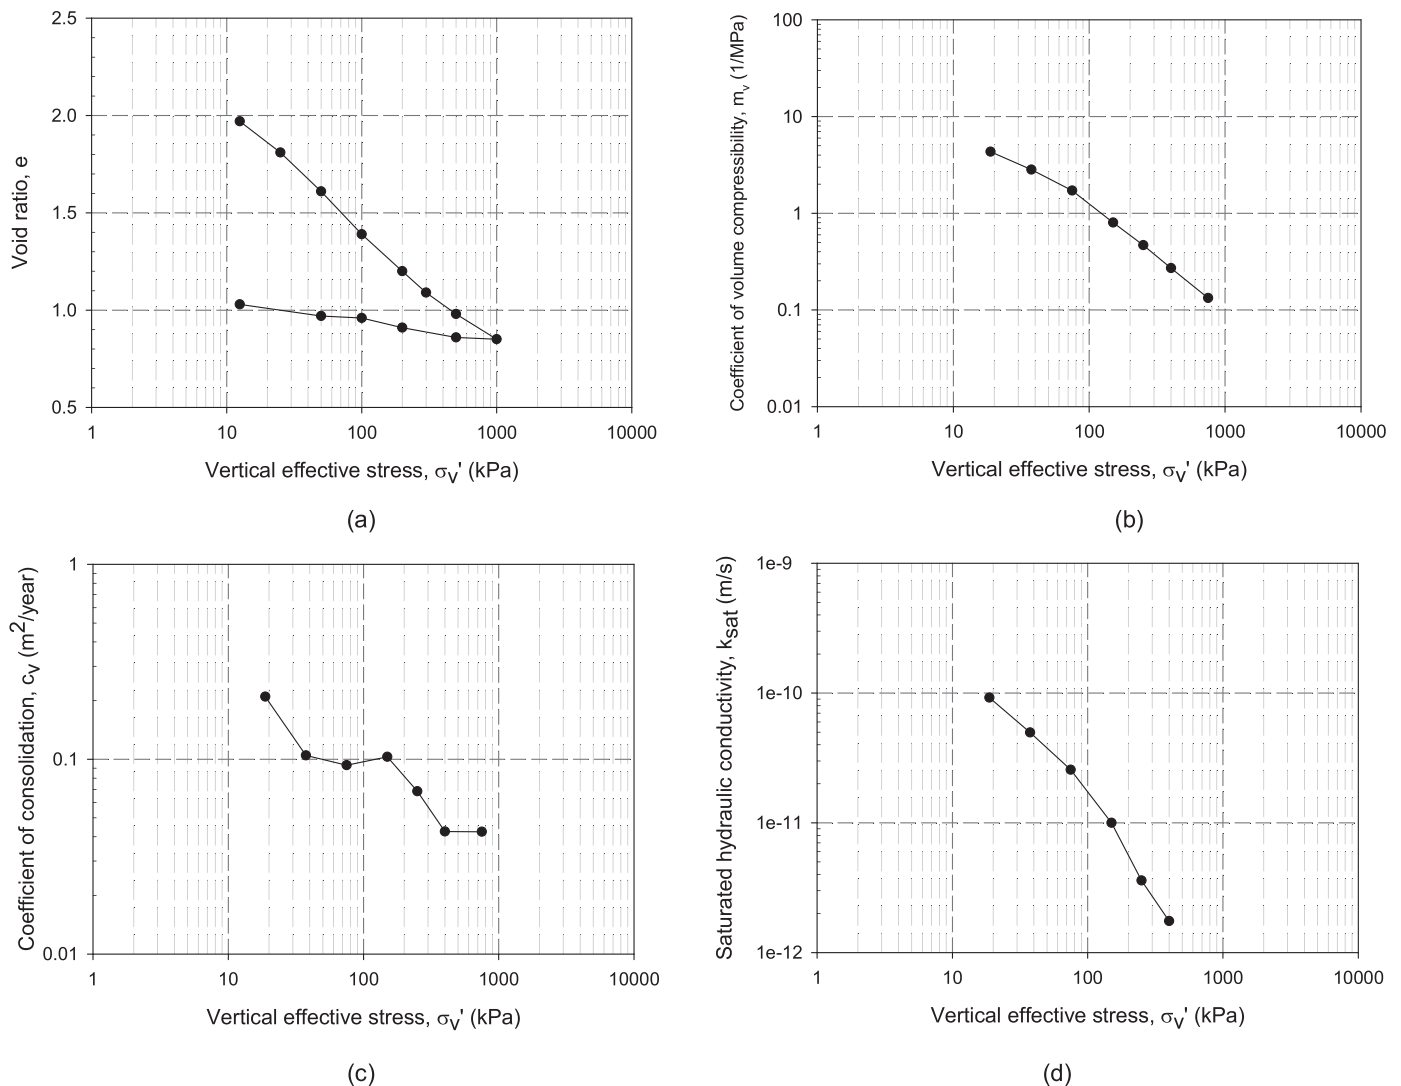 2.5
2.0
1.5
1.0
0.5
Void ratio, e
1 10 100 1000 10000
Vertical effective stress, σv' (kPa)
(a)
100
10
1
0.1
0.01
Coefficient of volume compressibility, mv (1/MPa)
1 10 100 1000 10000
Vertical effective stress, σv' (kPa)
(b)
1
0.1
0.01
Coefficient of consolidation, cv (m2/year)
1 10 100 1000 10000
Vertical effective stress, σv' (kPa)
(c)
1e-9
1e-10
1e-11
1e-12
Saturated hydraulic conductivity, ksat (m/s)
1 10 100 1000 10000
Vertical effective stress, σv' (kPa)
(d)